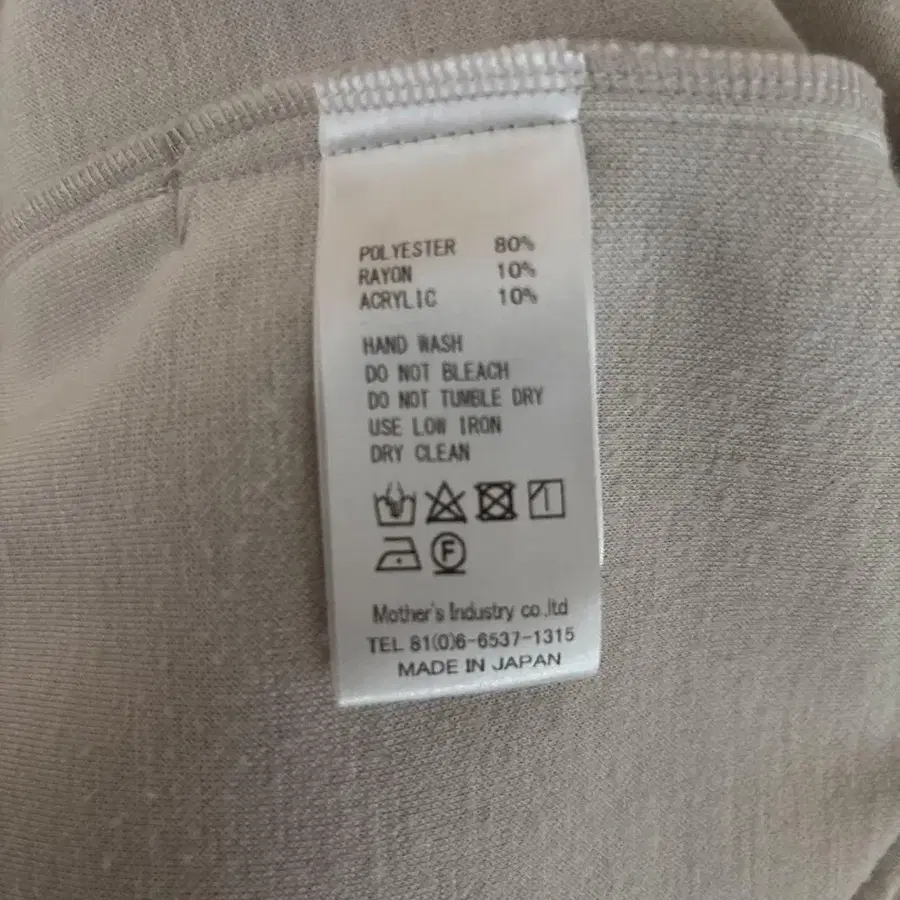 POLYESTER 80%
RAYON 10%
ACRYLIC 10%
HAND WASH
DO NOT BLEACH
DO NOT TUMBLE DRY
USE LOW IRON
DRY CLEAN
F
Mother's Industry co.,ltd
TEL 81(0)6-6537-1315
MADE IN JAPAN